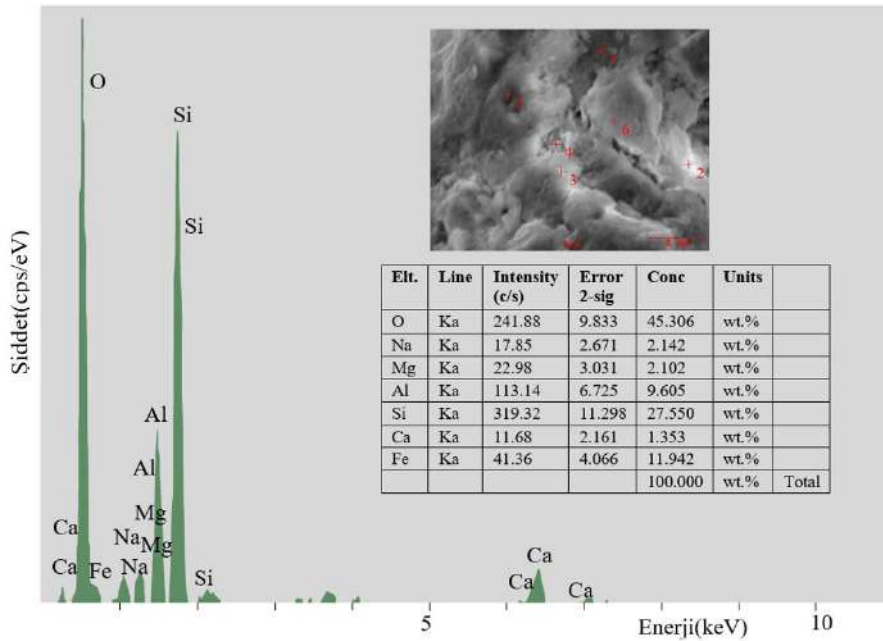 Şiddet(cps/eV)
O
Si
Si
Al
Al
Mg
Mg
Na
Na
Ca
Ca
Fe
Si
Ca
Ca
Ca
6
4
3
2
Elt. Line Intensity (c/s) Error 2-sig Conc Units
O Ka 241.88 9.833 45.306 wt.%
Na Ka 17.85 2.671 2.142 wt.%
Mg Ka 22.98 3.031 2.102 wt.%
Al Ka 113.14 6.725 9.605 wt.%
Si Ka 319.32 11.298 27.550 wt.%
Ca Ka 11.68 2.161 1.353 wt.%
Fe Ka 41.36 4.066 11.942 wt.%
100.000 wt.% Total
5
10
Enerji(keV)